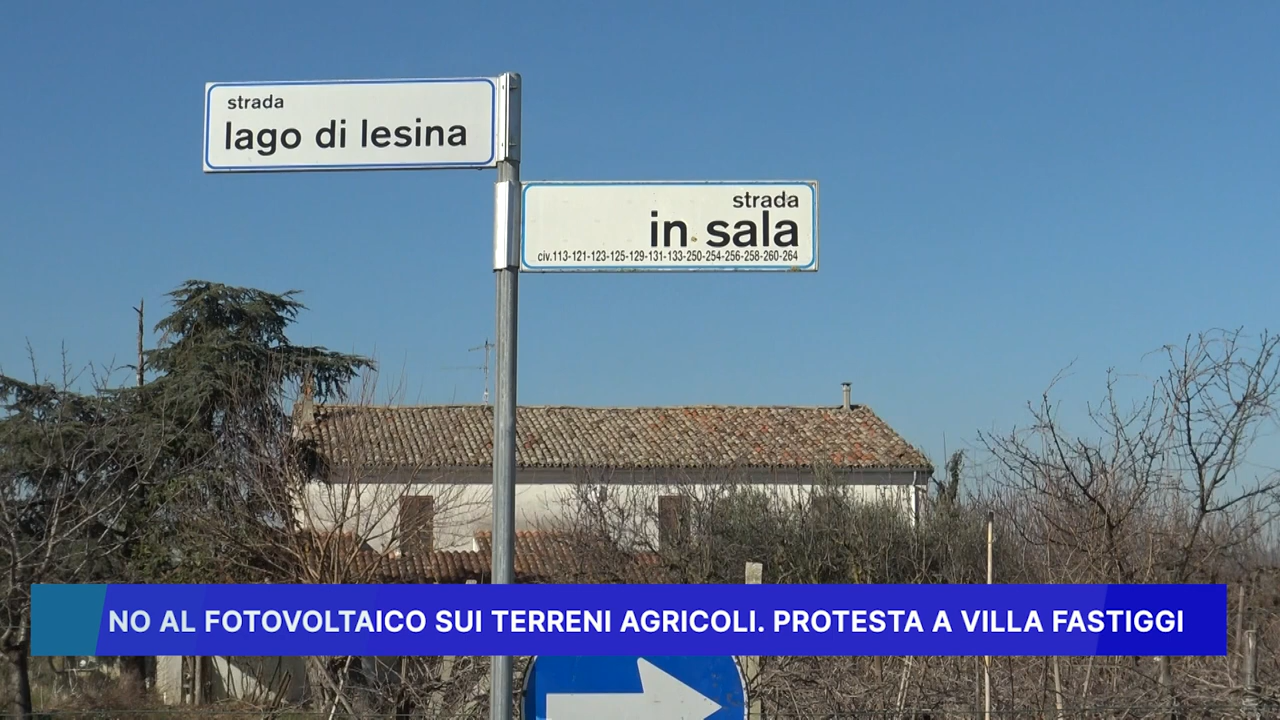 strada
lago di lesina
strada
in sala
civ.113-121-123-125-129-131-133-250-254-256-258-260-264
NO AL FOTOVOLTAICO SUI TERRENI AGRICOLI. PROTESTA A VILLA FASTIGGI